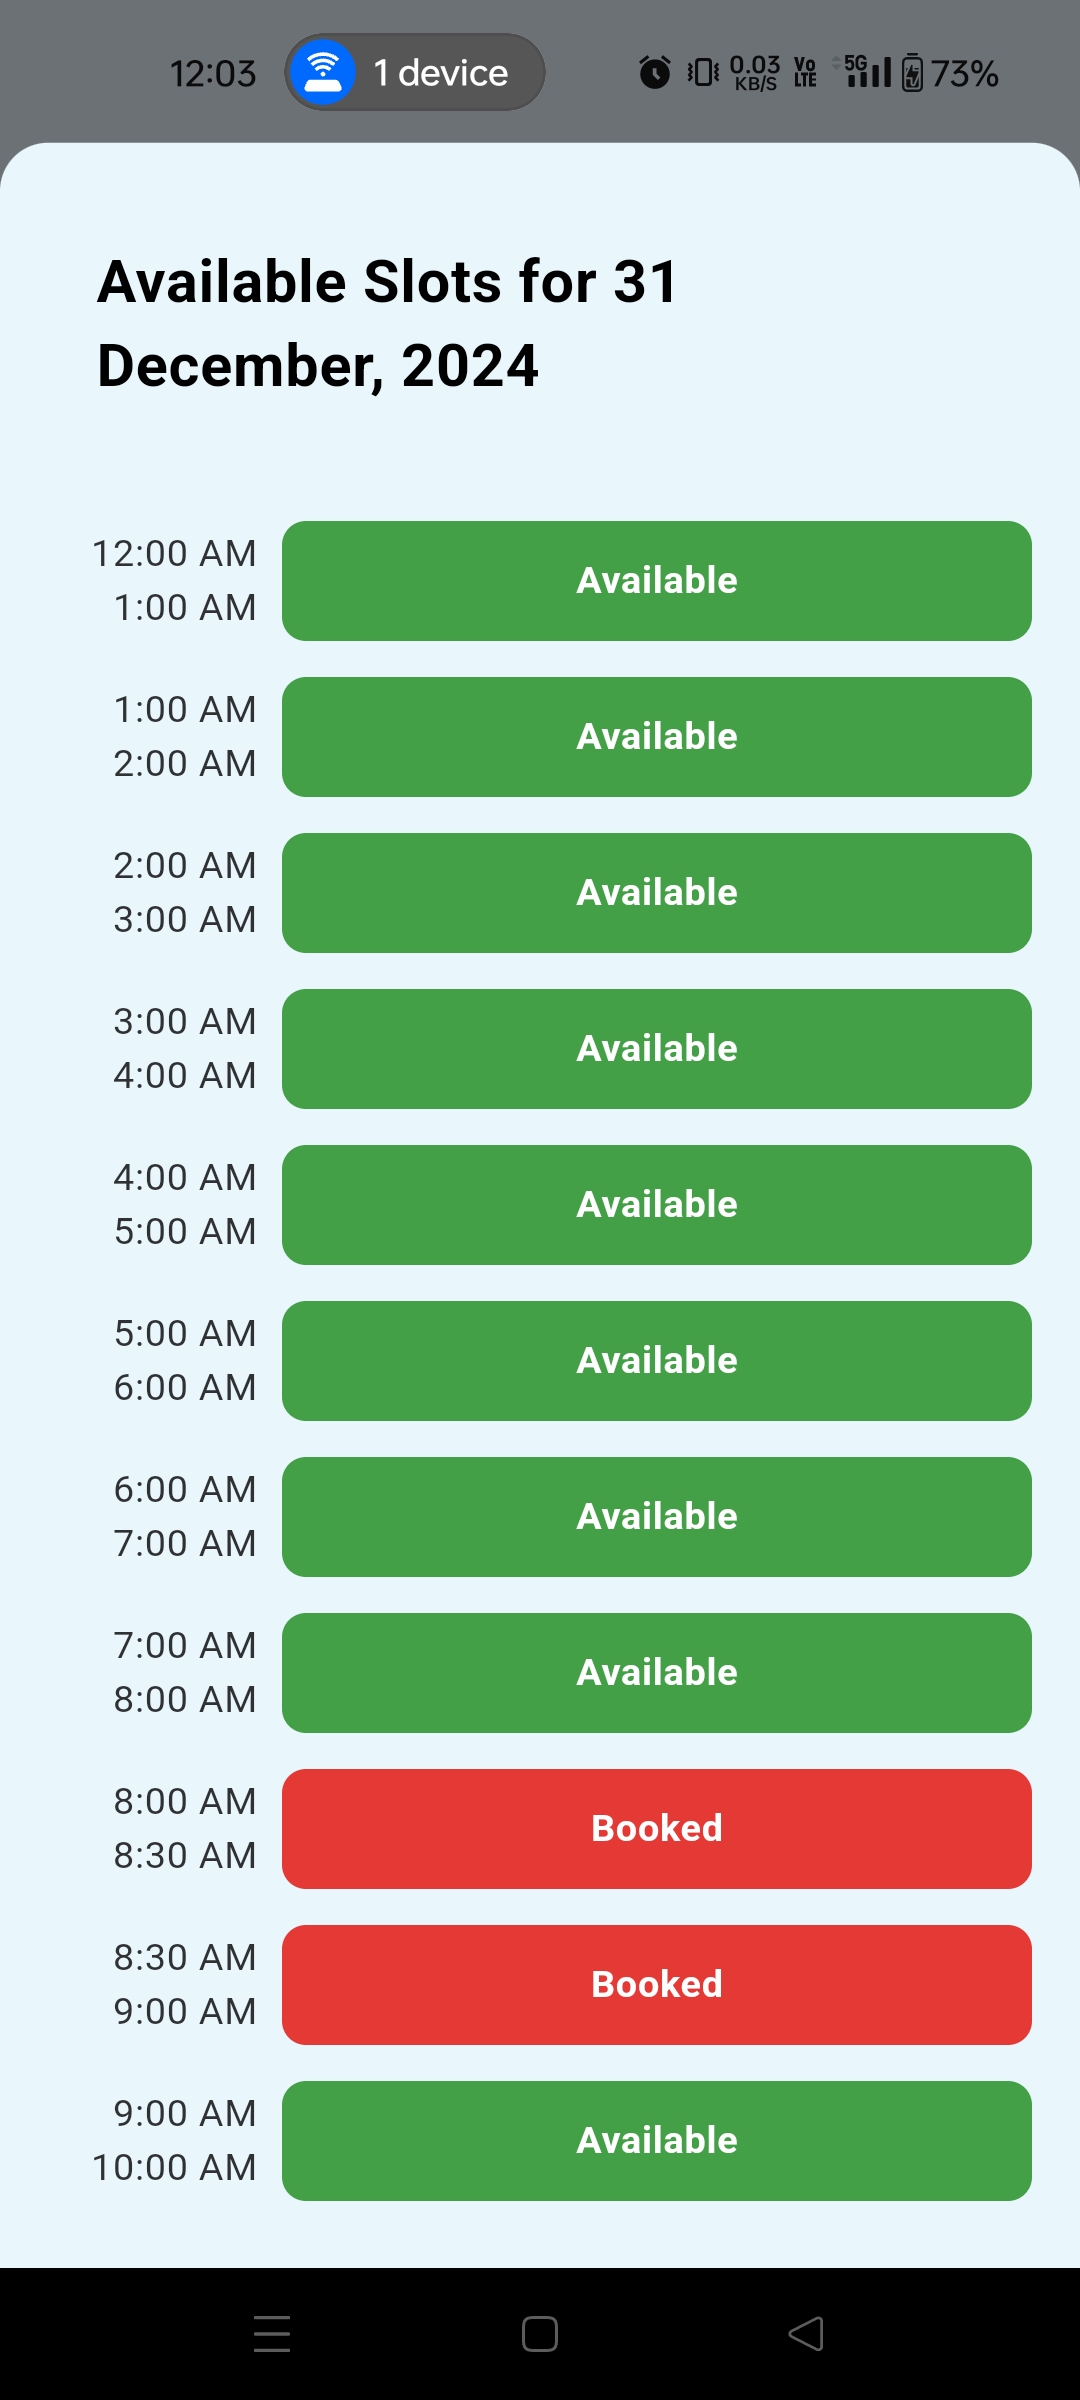 12:03 1 device 0.03 KB/S Vo LTE 5G 73%
Available Slots for 31
December, 2024
12:00 AM
1:00 AM
Available
1:00 AM
2:00 AM
Available
2:00 AM
3:00 AM
Available
3:00 AM
4:00 AM
Available
4:00 AM
5:00 AM
Available
5:00 AM
6:00 AM
Available
6:00 AM
7:00 AM
Available
7:00 AM
8:00 AM
Available
8:00 AM
8:30 AM
Booked
8:30 AM
9:00 AM
Booked
9:00 AM
10:00 AM
Available